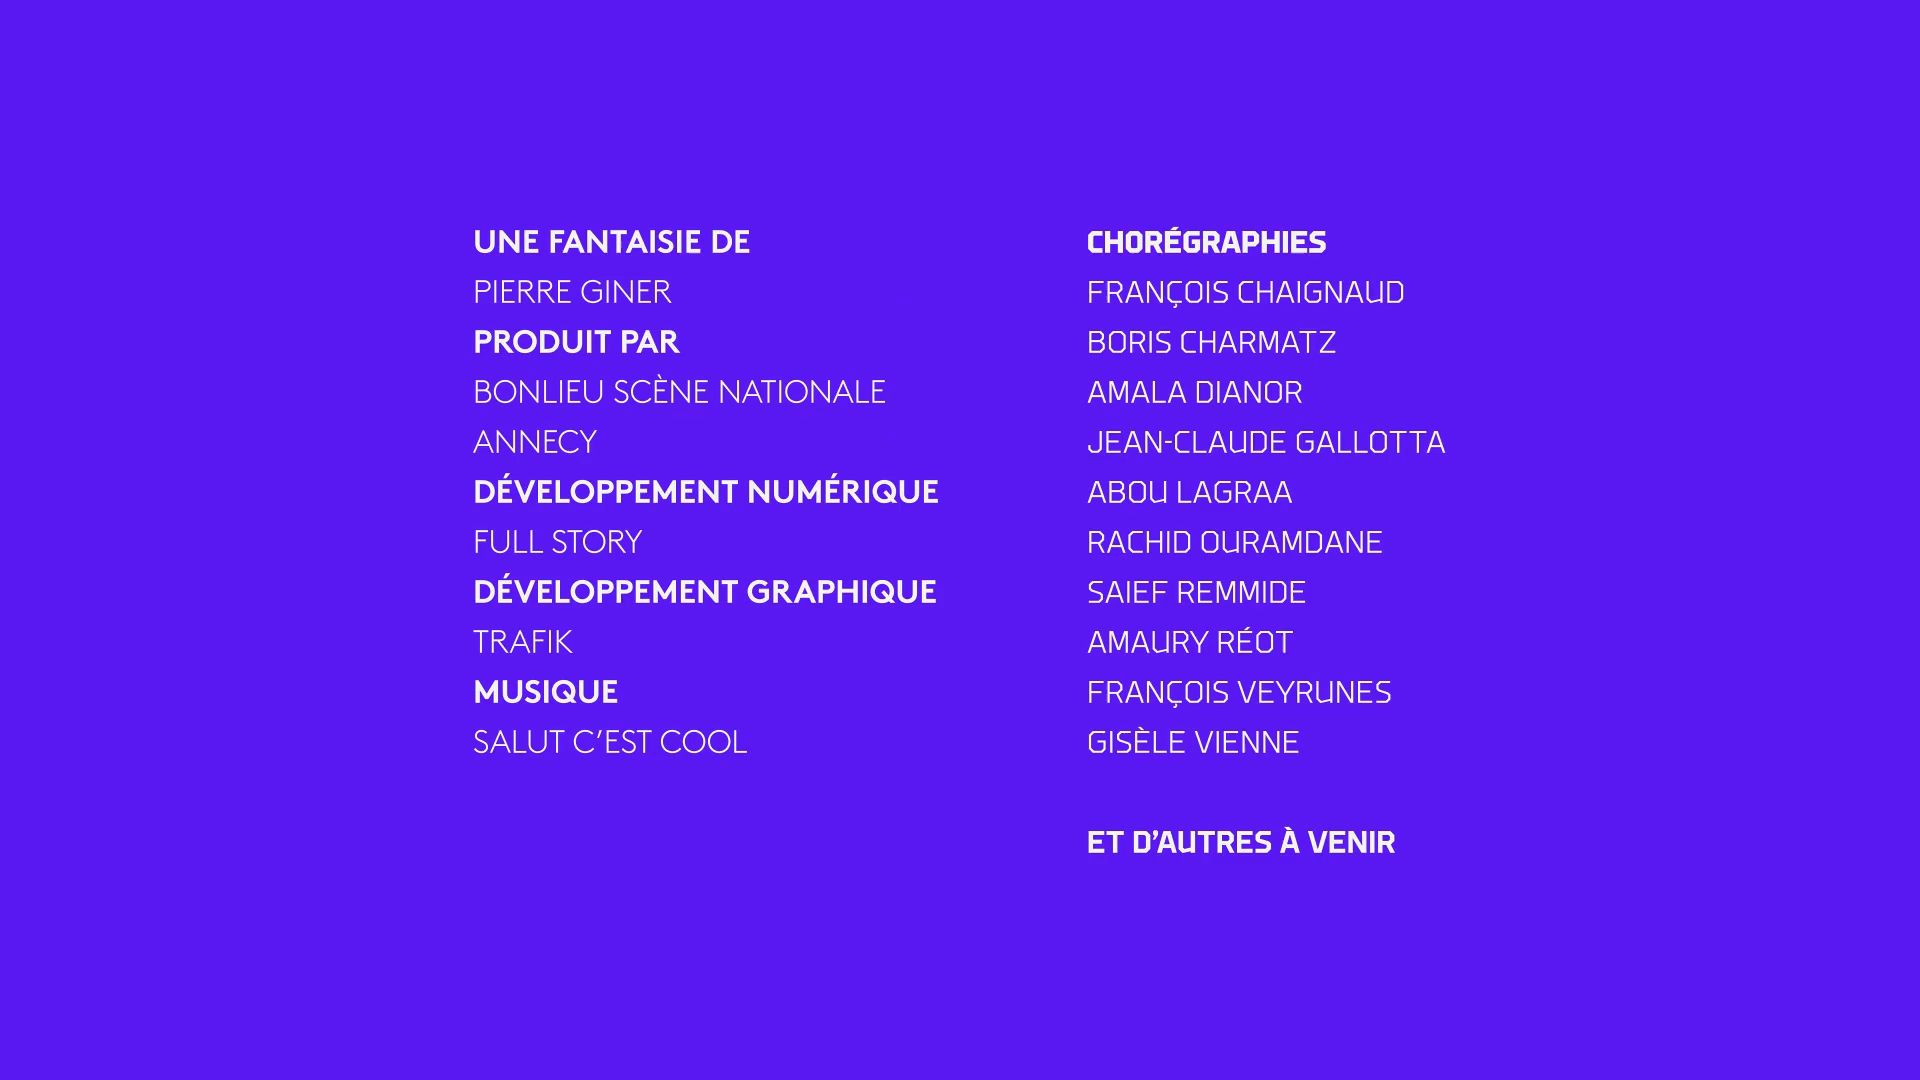 UNE FANTAISIE DE
PIERRE GINER
PRODUIT PAR
BONLIEU SCÈNE NATIONALE
ANNECY
DÉVELOPPEMENT NUMÉRIQUE
FULL STORY
DÉVELOPPEMENT GRAPHIQUE
TRAFIK
MUSIQUE
SALUT C’EST COOL
CHORÉGRAPHIES
FRANÇOIS CHAIGNAUD
BORIS CHARMATZ
AMALA DIANOR
JEAN-CLAUDE GALLOTTA
ABOU LAGRAA
RACHID OURAMDANE
SAIEF REMMIDE
AMAURY RÉOT
FRANÇOIS VEYRUNES
GISÈLE VIENNE
ET D’AUTRES À VENIR